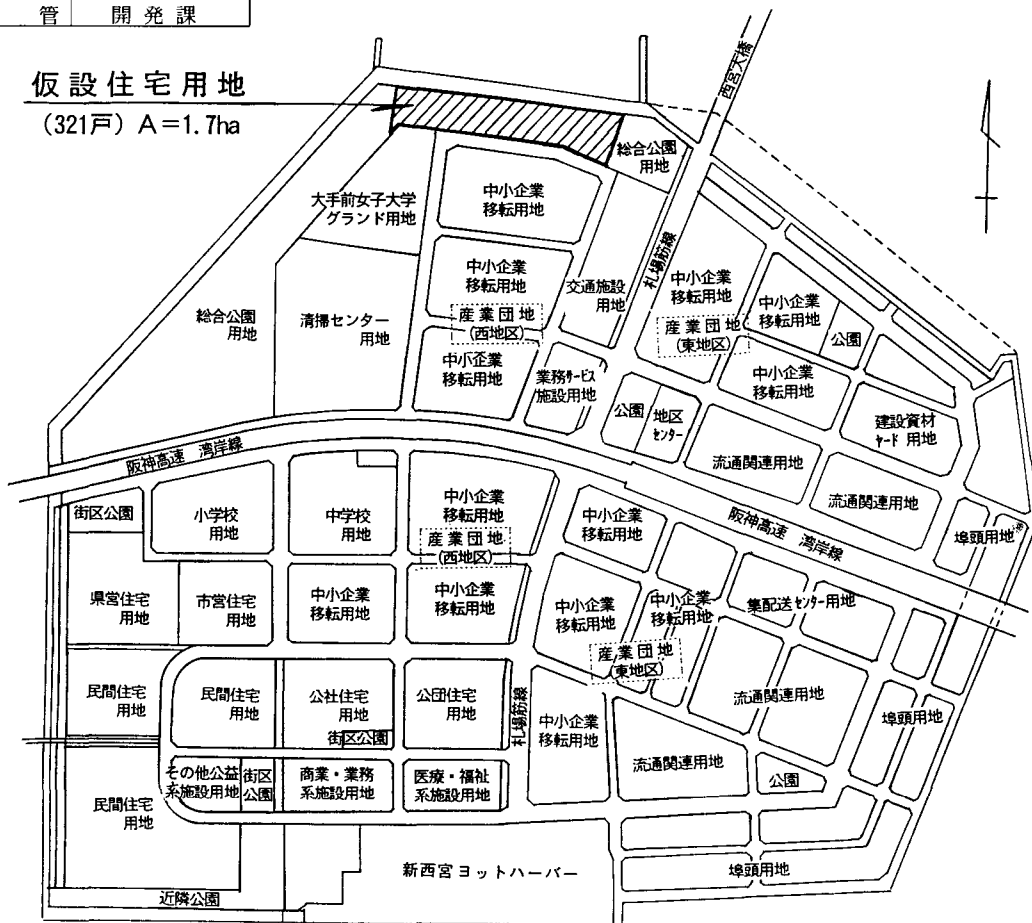 管 開発課
仮設住宅用地
(321戸) A=1.7ha
西宮大橋
総合公園
用地
大手前女子大学
グランド用地
中小企業
移転用地
札場筋線
中小企業
移転用地
交通施設
用地
中小企業
移転用地
中小企業
移転用地
総合公園
用地
清掃センター
用地
産業団地
(西地区)
産業団地
(東地区)
公園
中小企業
移転用地
業務サービス
施設用地
中小企業
移転用地
公園
地区
センター
建設資材
ヤード用地
阪神高速 湾岸線
流通関連用地
流通関連用地
街区公園
小学校
用地
中学校
用地
中小企業
移転用地
中小企業
移転用地
阪神高速 湾岸線
埠頭用地
産業団地
(西地区)
県営住宅
用地
市営住宅
用地
中小企業
移転用地
中小企業
移転用地
中小企業
移転用地
中小企業
移転用地
集配送センター用地
産業団地
(東地区)
民間住宅
用地
民間住宅
用地
公社住宅
用地
公団住宅
用地
札場筋線
流通関連用地
街区公園
中小企業
移転用地
埠頭用地
流通関連用地
その他公益
系施設用地
街区
公園
商業・業務
系施設用地
医療・福祉
系施設用地
公園
民間住宅
用地
新西宮ヨットハーバー
埠頭用地
近隣公園